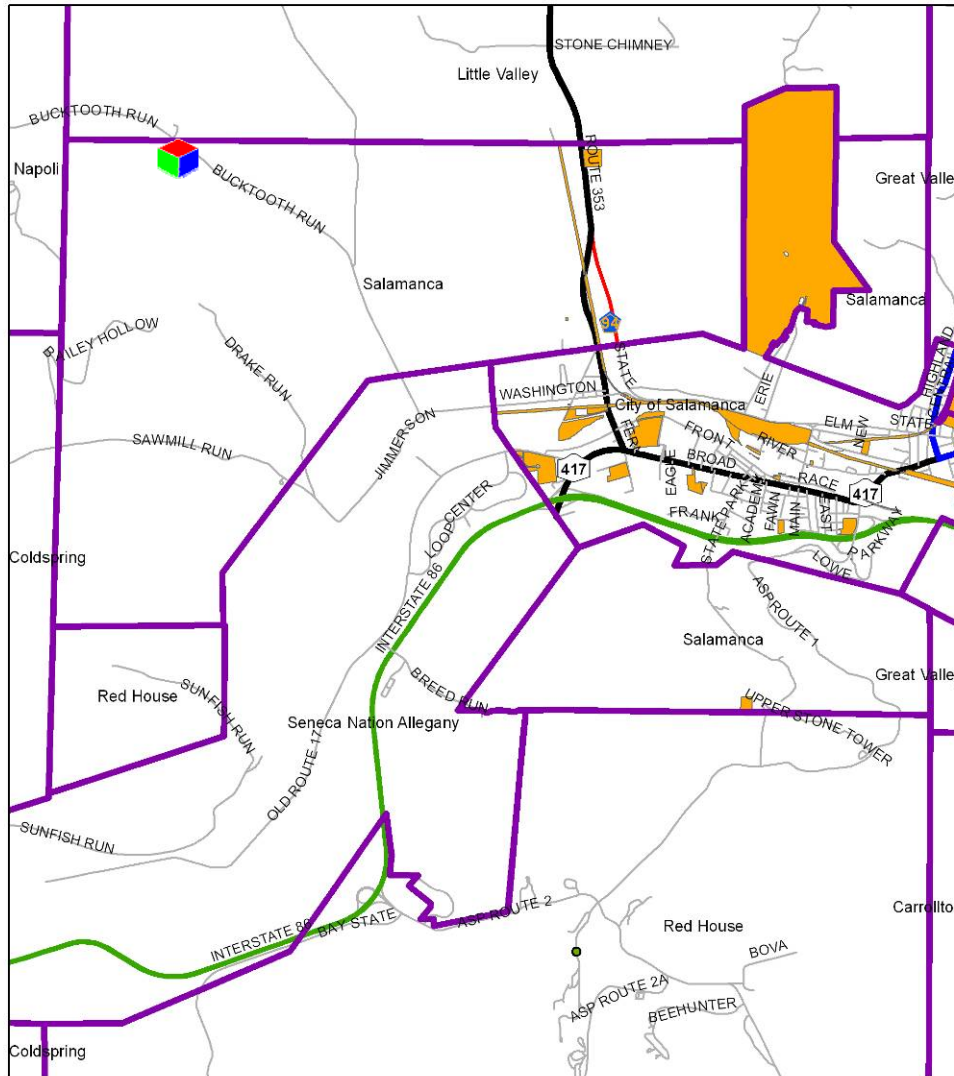 STONE CHIMNEY
Little Valley
BUCKTOOTH RUN
Napoli
ROUTE 353
BUCKTOOTH RUN
Great Valle
Salamanca
Salamanca
94
BAILEY HOLLOW
DRAKE RUN
STATE
HIGHLAND
WASHINGTON
ERIE
City of Salamanca
ELM
STATE
NEW
JIMMERSON
FERN
FRONT
RIVER
SAWMILL RUN
BROAD
417
EAGLE
RACE
417
CENTER
LOOP
STATE PARK
ACADEMY
FAWN
MAIN
EAST
FRANK
PARKWAY
Coldspring
LOWE
INTERSTATE 86
ASP ROUTE 1
Salamanca
Great Valle
Red House
SUNFISH RUN
BREED RUN
UPPER STONE TOWER
Seneca Nation Allegany
OLD ROUTE 17
SUNFISH RUN
ASP ROUTE 2
Carrollto
BAY STATE
Red House
INTERSTATE 86
BOVA
ASP ROUTE 2A
BEEHUNTER
Coldspring